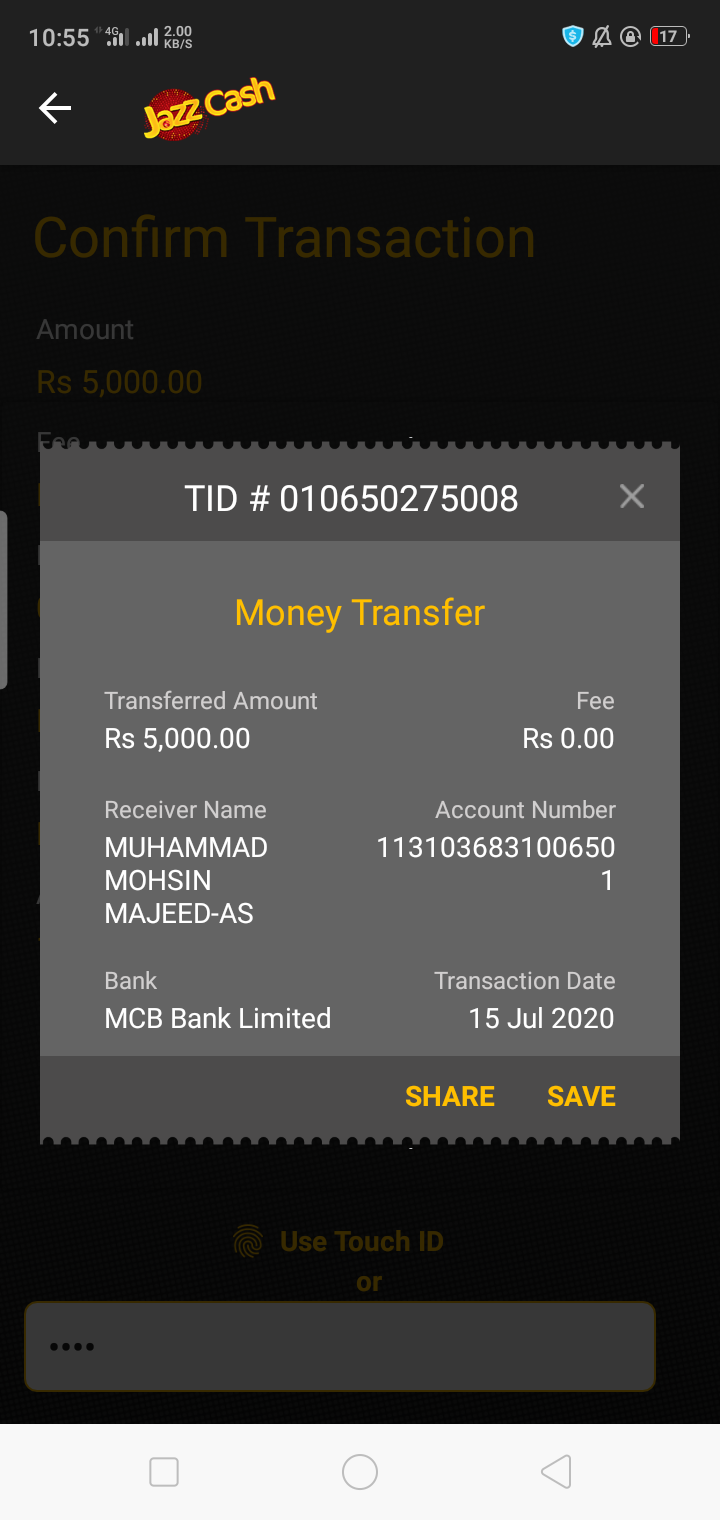 10:55 4G 2.00 KB/S 17
Jazz Cash
Confirm Transaction
Amount
Rs 5,000.00
Fee
TID # 010650275008
Money Transfer
Transferred Amount Fee
Rs 5,000.00 Rs 0.00
Receiver Name Account Number
MUHAMMAD 113103683100650
MOHSIN 1
MAJEED-AS
Bank Transaction Date
MCB Bank Limited 15 Jul 2020
SHARE SAVE
Use Touch ID
or
••••